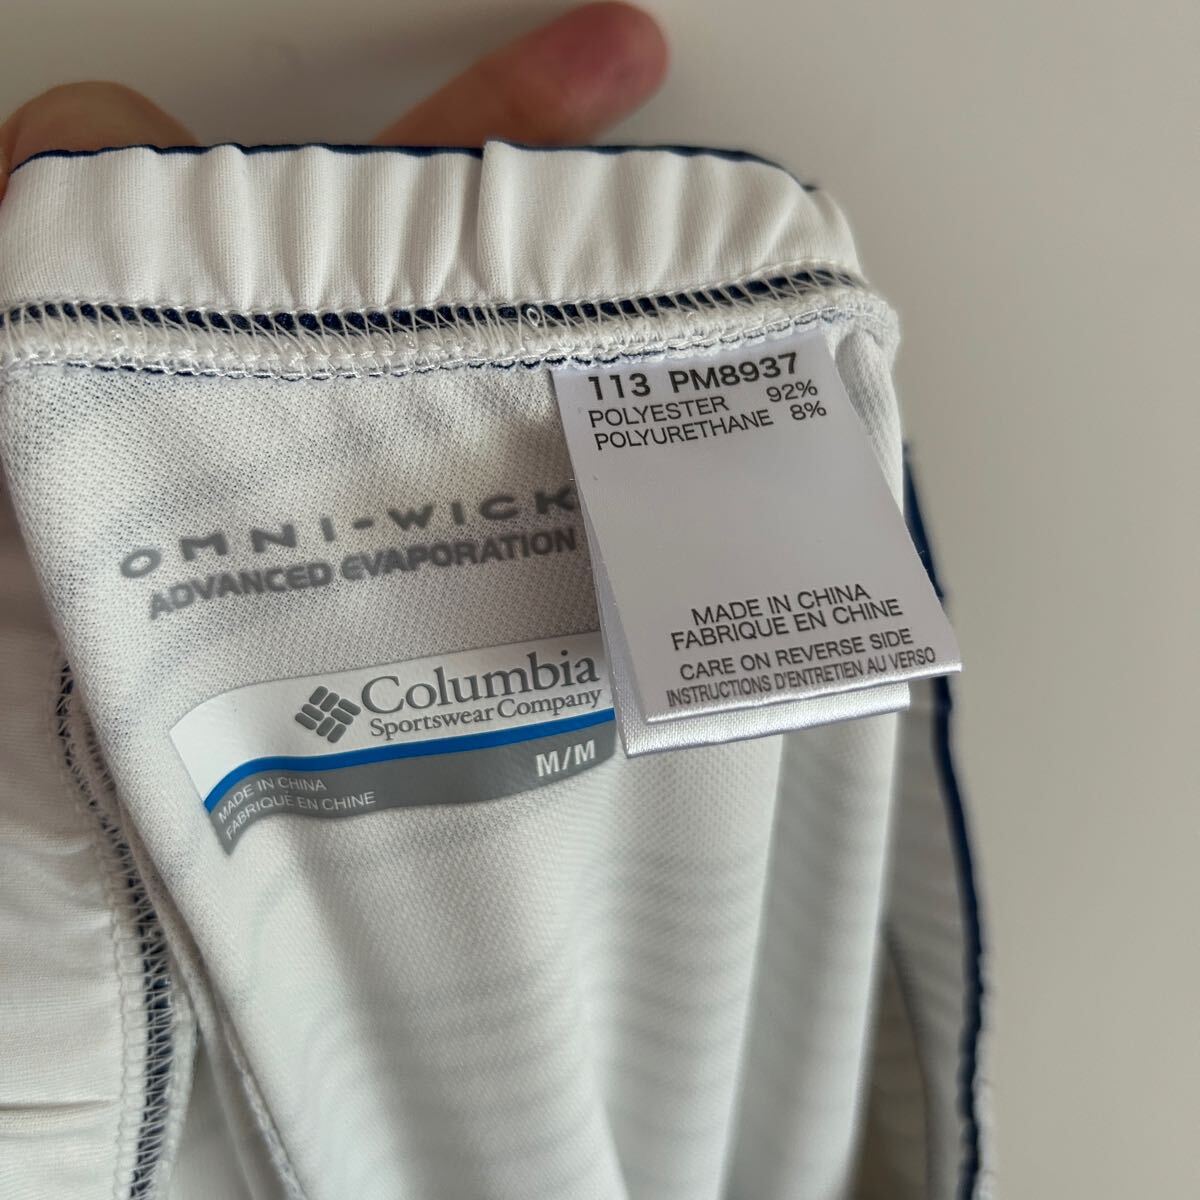 113 PM8937
POLYESTER 92%
POLYURETHANE 8%
MADE IN CHINA
FABRIQUE EN CHINE
CARE ON REVERSE SIDE
INSTRUCTIONS D'ENTRETIEN AU VERSO
OMNI-WICK
ADVANCED EVAPORATION
Columbia
Sportswear Company
M/M
MADE IN CHINA
FABRIQUE EN CHINE